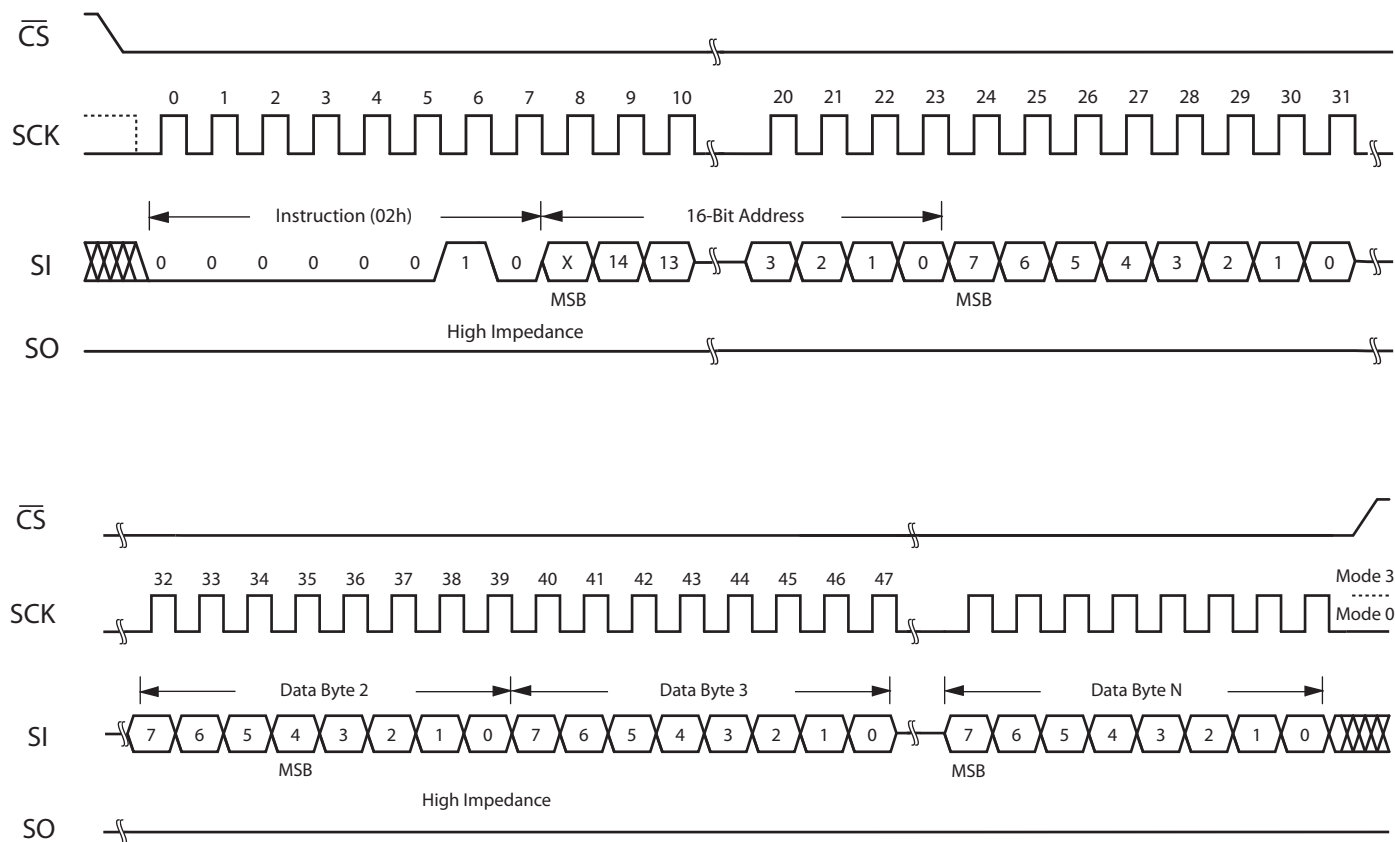 CS
0 1 2 3 4 5 6 7 8 9 10 20 21 22 23 24 25 26 27 28 29 30 31
SCK
Instruction (02h) 16-Bit Address
SI 0 0 0 0 0 0 1 0 X 14 13 3 2 1 0 7 6 5 4 3 2 1 0
MSB MSB
High Impedance
SO
CS
32 33 34 35 36 37 38 39 40 41 42 43 44 45 46 47 Mode 3
SCK Mode 0
Data Byte 2 Data Byte 3 Data Byte N
SI 7 6 5 4 3 2 1 0 7 6 5 4 3 2 1 0 7 6 5 4 3 2 1 0
MSB MSB
High Impedance
SO